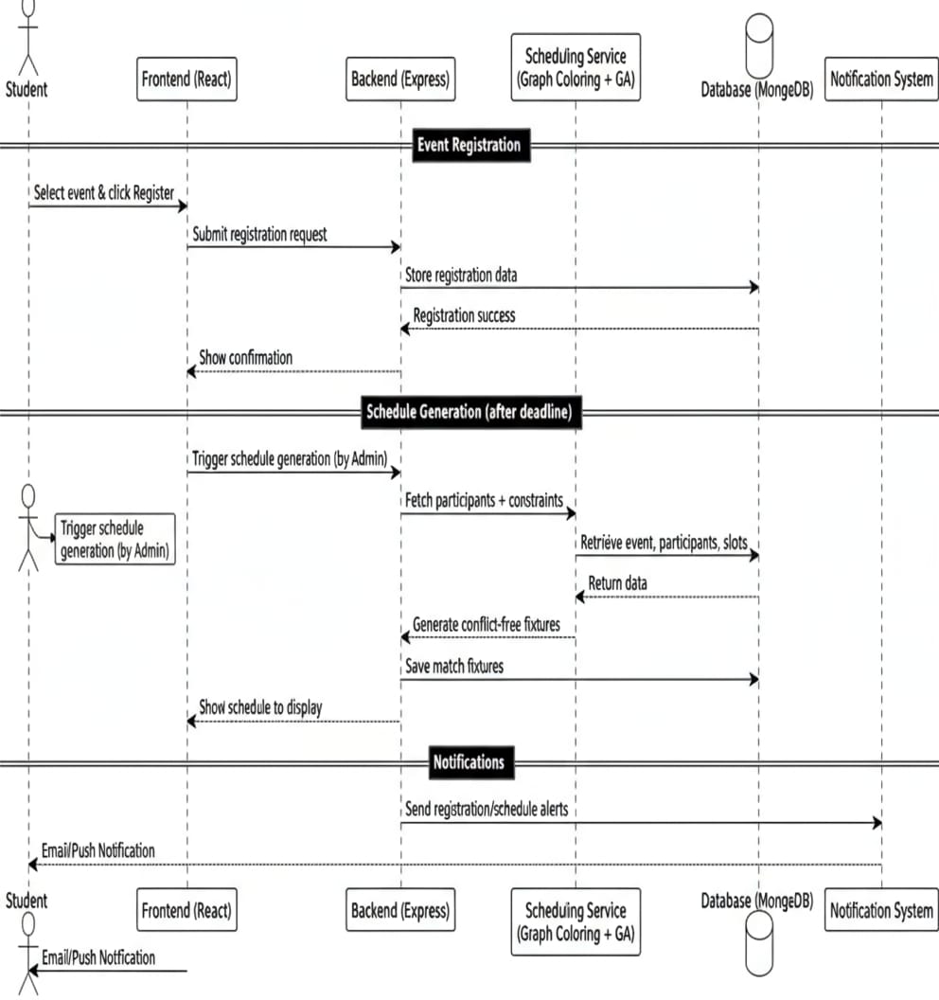 Student
Frontend (React)
Backend (Express)
Scheduling Service
(Graph Coloring + GA)
Database (MongeDB)
Notification System
Event Registration
Select event & click Register
Submit registration request
Store registration data
Registration success
Show confirmation
Schedule Generation (after deadline)
Trigger schedule generation (by Admin)
Fetch participants + constraints
Trigger schedule
generation (by Admin)
Retrieve event, participants, slots
Return data
Generate conflict-free fixtures
Save match fixtures
Show schedule to display
Notifications
Send registration/schedule alerts
Email/Push Notification
Student
Frontend (React)
Backend (Express)
Scheduling Service
(Graph Coloring + GA)
Database (MongeDB)
Notification System
Email/Push Notfication